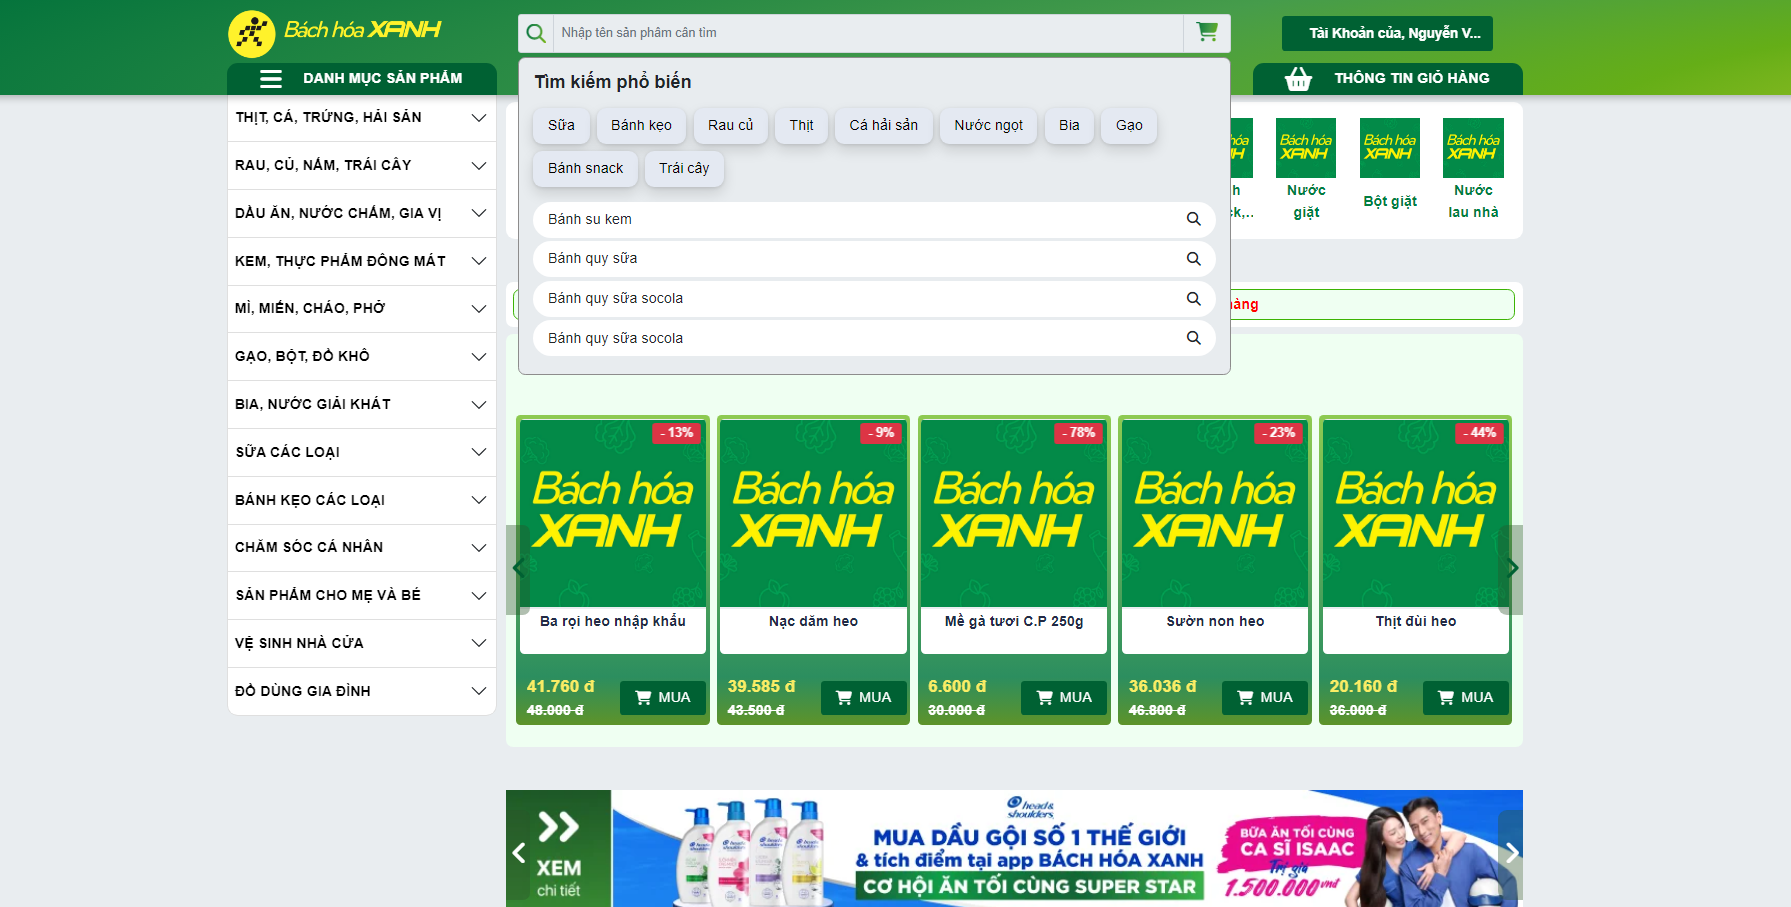 Bách hóa XANH
Nhập tên sản phẩm cần tìm
Tài Khoản của, Nguyễn V...
DANH MỤC SẢN PHẨM
THÔNG TIN GIỎ HÀNG
THỊT, CÁ, TRỨNG, HẢI SẢN
RAU, CỦ, NẤM, TRÁI CÂY
DẦU ĂN, NƯỚC CHẤM, GIA VỊ
KEM, THỰC PHẨM ĐÔNG MÁT
MÌ, MIẾN, CHÁO, PHỞ
GẠO, BỘT, ĐỒ KHÔ
BIA, NƯỚC GIẢI KHÁT
SỮA CÁC LOẠI
BÁNH KẸO CÁC LOẠI
CHĂM SÓC CÁ NHÂN
SẢN PHẨM CHO MẸ VÀ BÉ
VỆ SINH NHÀ CỬA
ĐỒ DÙNG GIA ĐÌNH
Tìm kiếm phổ biến
Sữa
Bánh kẹo
Rau củ
Thịt
Cá hải sản
Nước ngọt
Bia
Gạo
Bánh snack
Trái cây
Bánh su kem
Bánh quy sữa
Bánh quy sữa socola
Bánh quy sữa socola
Bách hóa
XANH
Bách hóa
XANH
Bách hóa
XANH
Nước
giặt
Bột giặt
Nước
lau nhà
hàng
- 13%
Bách hóa
XANH
Ba rọi heo nhập khẩu
41.760 đ
48.000 đ
MUA
- 9%
Bách hóa
XANH
Nạc dăm heo
39.585 đ
43.500 đ
MUA
- 78%
Bách hóa
XANH
Mề gà tươi C.P 250g
6.600 đ
30.000 đ
MUA
- 23%
Bách hóa
XANH
Sườn non heo
36.036 đ
46.800 đ
MUA
- 44%
Bách hóa
XANH
Thịt đùi heo
20.160 đ
36.000 đ
MUA
XEM
chi tiết
head&
shoulders
MUA DẦU GỘI SỐ 1 THẾ GIỚI
& tích điểm tại app BÁCH HÓA XANH
CƠ HỘI ĂN TỐI CÙNG SUPER STAR
BỮA ĂN TỐI CÙNG
CA SĨ ISAAC
Trị giá
1.500.000vnđ